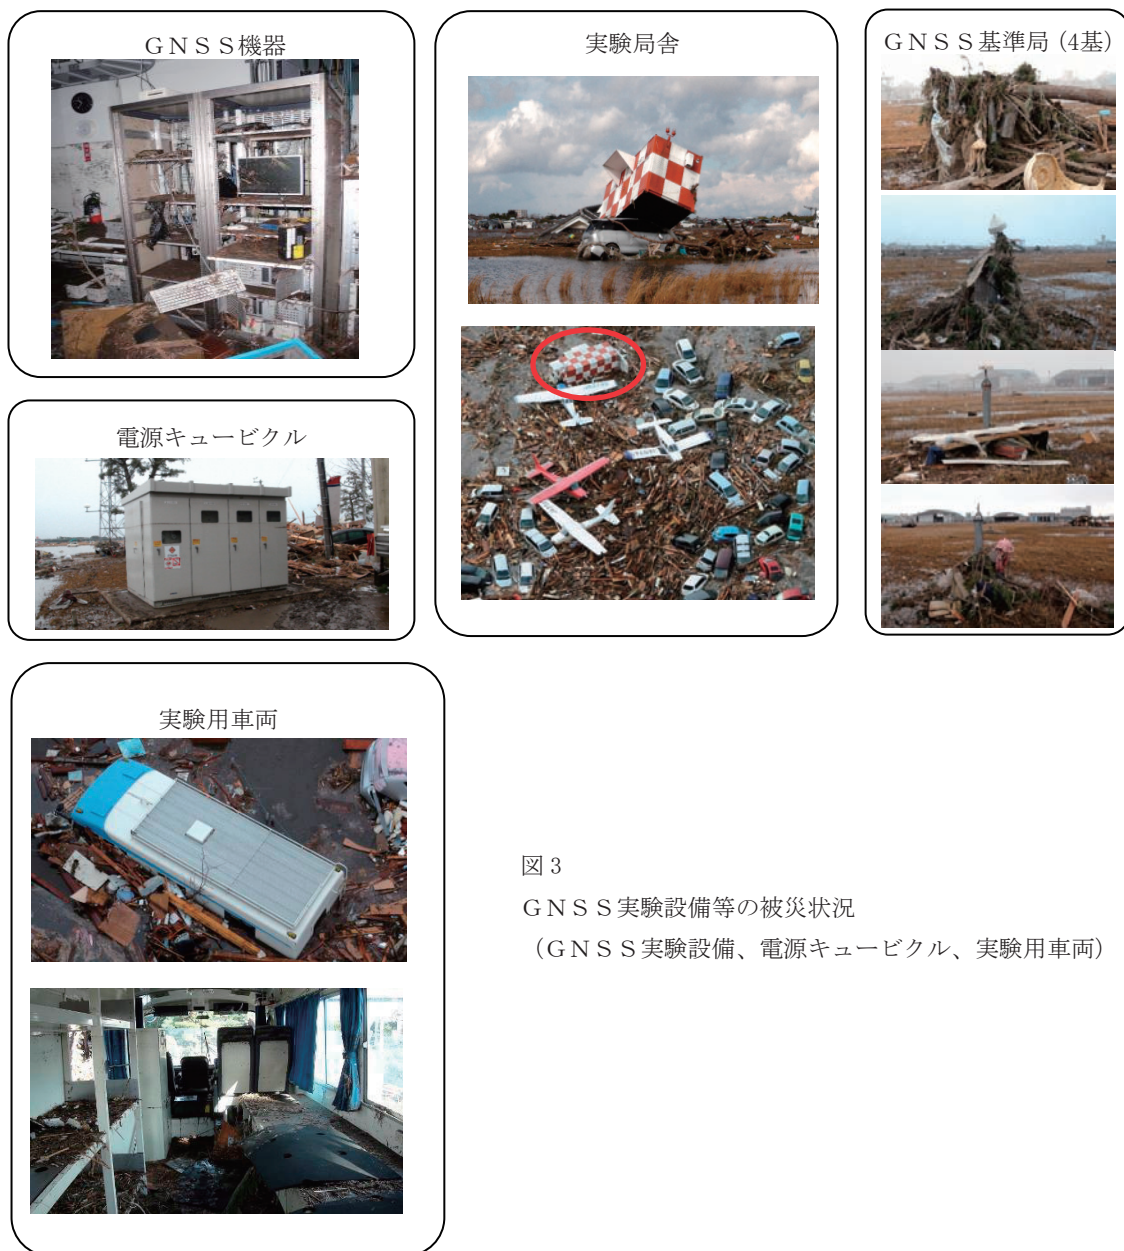 ＧＮＳＳ機器
実験局舎
ＧＮＳＳ基準局 (4基)
電源キュービクル
実験用車両
図 3
ＧＮＳＳ実験設備等の被災状況
（ＧＮＳＳ実験設備、電源キュービクル、実験用車両）